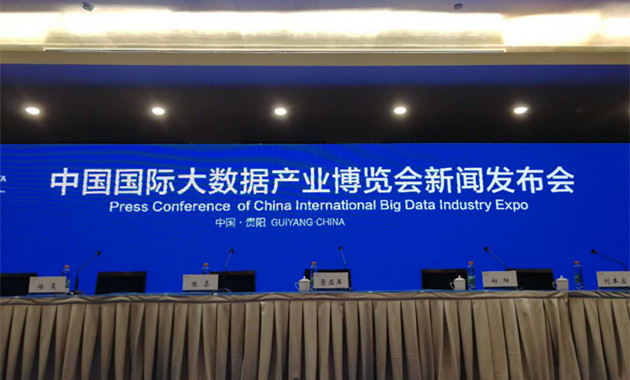 中国国际大数据产业博览会新闻发布会
Press Conference of China International Big Data Industry Expo
中国·贵阳 GUIYANG·CHINA